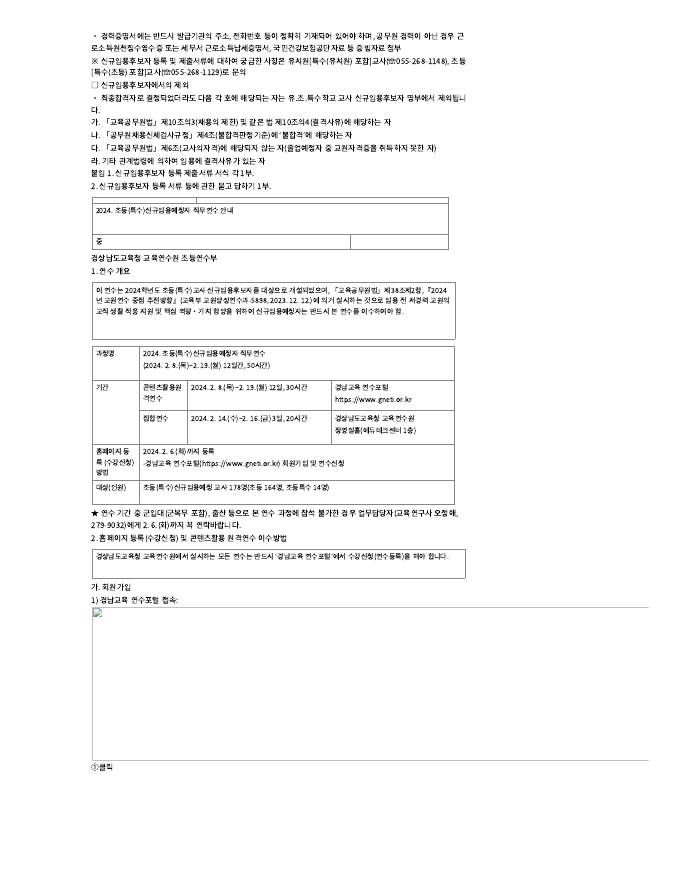 • 경력증명서에는 반드시 발급기관의 주소, 전화번호 등이 정확히 기재되어 있어야 하며, 공무원 경력이 아닌 경우 근
로소득원천징수영수증 또는 세무서 근로소득납세증명서, 국민건강보험공단자료 등 증빙자료 첨부
※ 신규임용후보자 등록 및 제출서류에 대하여 궁금한 사항은 유치원[특수(유치원) 포함]교사(☎055-268-1148), 초등
[특수(초등) 포함]교사(☎055-268-1129)로 문의
□ 신규임용후보자에서의 제외
• 최종합격자로 결정되었더라도 다음 각 호에 해당되는 자는 유.초.특수학교 교사 신규임용후보자 명부에서 제외됩니
다.
가. 「교육공무원법」 제10조의3(채용의 제한) 및 같은 법 제10조의4(결격사유)에 해당하는 자
나. 「공무원채용신체검사규정」 제4조(불합격판정기준)에 '불합격'에 해당하는 자
다. 「교육공무원법」 제6조(교사의자격)에 해당되지 않는 자(졸업예정자 중 교원자격증을 취득하지 못한 자)
라. 기타 관계법령에 의하여 임용에 결격사유가 있는 자
붙임 1. 신규임용후보자 등록 제출서류 서식 각 1부.
2. 신규임용후보자 등록 서류 등에 관한 묻고 답하기 1부.
2024. 초등(특수)신규임용예정자 직무연수 안내
중
경상남도교육청 교육연수원 초등연수부
1. 연수 개요
이 연수는 2024학년도 초등(특수)교사 신규임용후보자를 대상으로 개설되었으며, 「교육공무원법」제38조제2항, 『2024
년 교원연수 중점 추진방향』(교육부 교원양성연수과-5898, 2023. 12. 12.)에 의거 실시하는 것으로 임용 전 저경력 교원의
교직 생활 적응 지원 및 핵심 역량·가치 함양을 위하여 신규임용예정자는 반드시 본 연수를 이수하여야 함.
과정명 2024. 초등(특수)신규임용예정자 직무연수
(2024. 2. 8.(목)~2. 19.(월) 12일간, 50시간)
기간 콘텐츠활용원격연수 2024. 2. 8.(목)~2. 19.(월) 12일, 30시간 경남교육 연수포털
https://www.gneti.or.kr
집합연수 2024. 2. 14.(수)~2. 16.(금) 3일, 20시간 경상남도교육청 교육연수원
장영실홀(에듀테크센터 1층)
홈페이지 등록 (수강신청) 방법 2024. 2. 6.(화)까지 등록
-경남교육 연수포털(https://www.gneti.or.kr) 회원가입 및 연수신청
대상(인원) 초등(특수)신규임용예정 교사 178명(초등 164명, 초등특수 14명)
★ 연수 기간 중 군입대(군복무 포함), 출산 등으로 본 연수 과정에 참석 불가한 경우 업무담당자(교육연구사 오정애,
279-9032)에게 2. 6.(화)까지 꼭 연락바랍니다.
2. 홈페이지 등록(수강신청) 및 콘텐츠활용 원격연수 이수방법
경상남도교육청 교육연수원에서 실시하는 모든 연수는 반드시 '경남교육 연수포털'에서 수강신청(연수등록)을 해야 합니다.
가. 회원가입
1) 경남교육 연수포털 접속:
①클릭